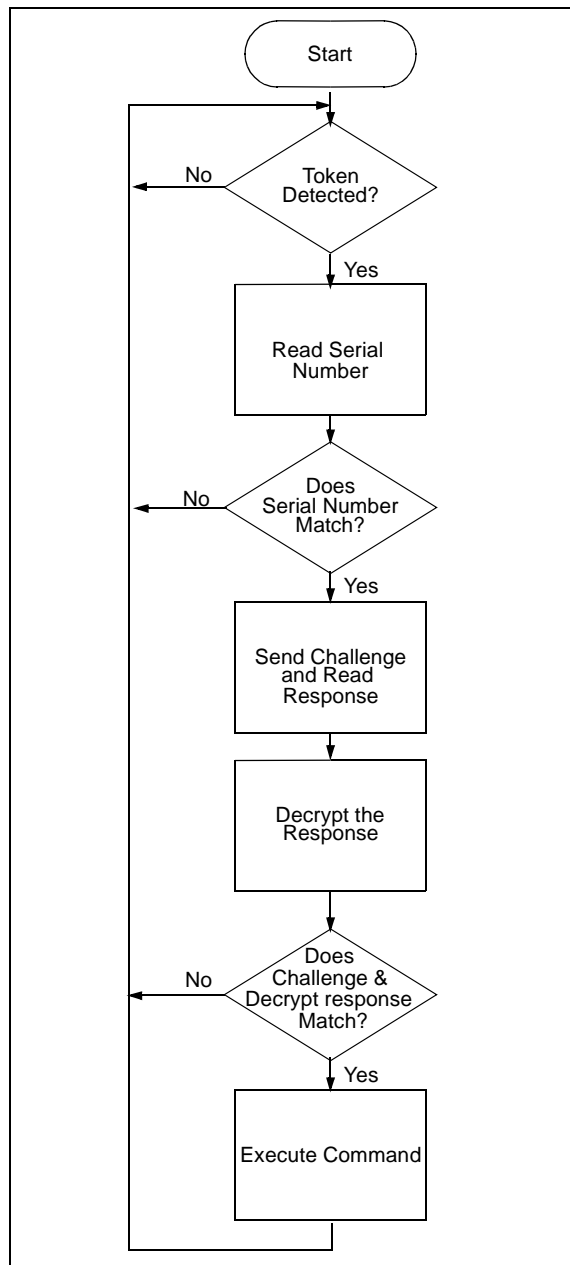 Start
No
Token
Detected?
Yes
Read Serial
Number
No
Does
Serial Number
Match?
Yes
Send Challenge
and Read
Response
Decrypt the
Response
No
Does
Challenge &
Decrypt response
Match?
Yes
Execute Command